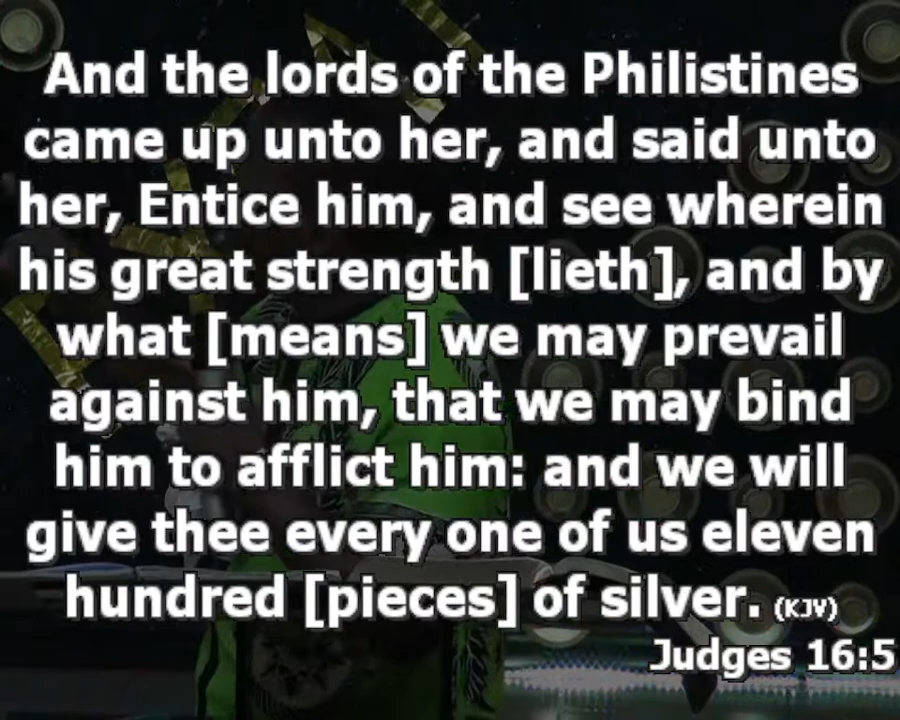 And the lords of the Philistines
came up unto her, and said unto
her, Entice him, and see wherein
his great strength [lieth], and by
what [means] we may prevail
against him, that we may bind
him to afflict him: and we will
give thee every one of us eleven
hundred [pieces] of silver. (KJV)
Judges 16:5